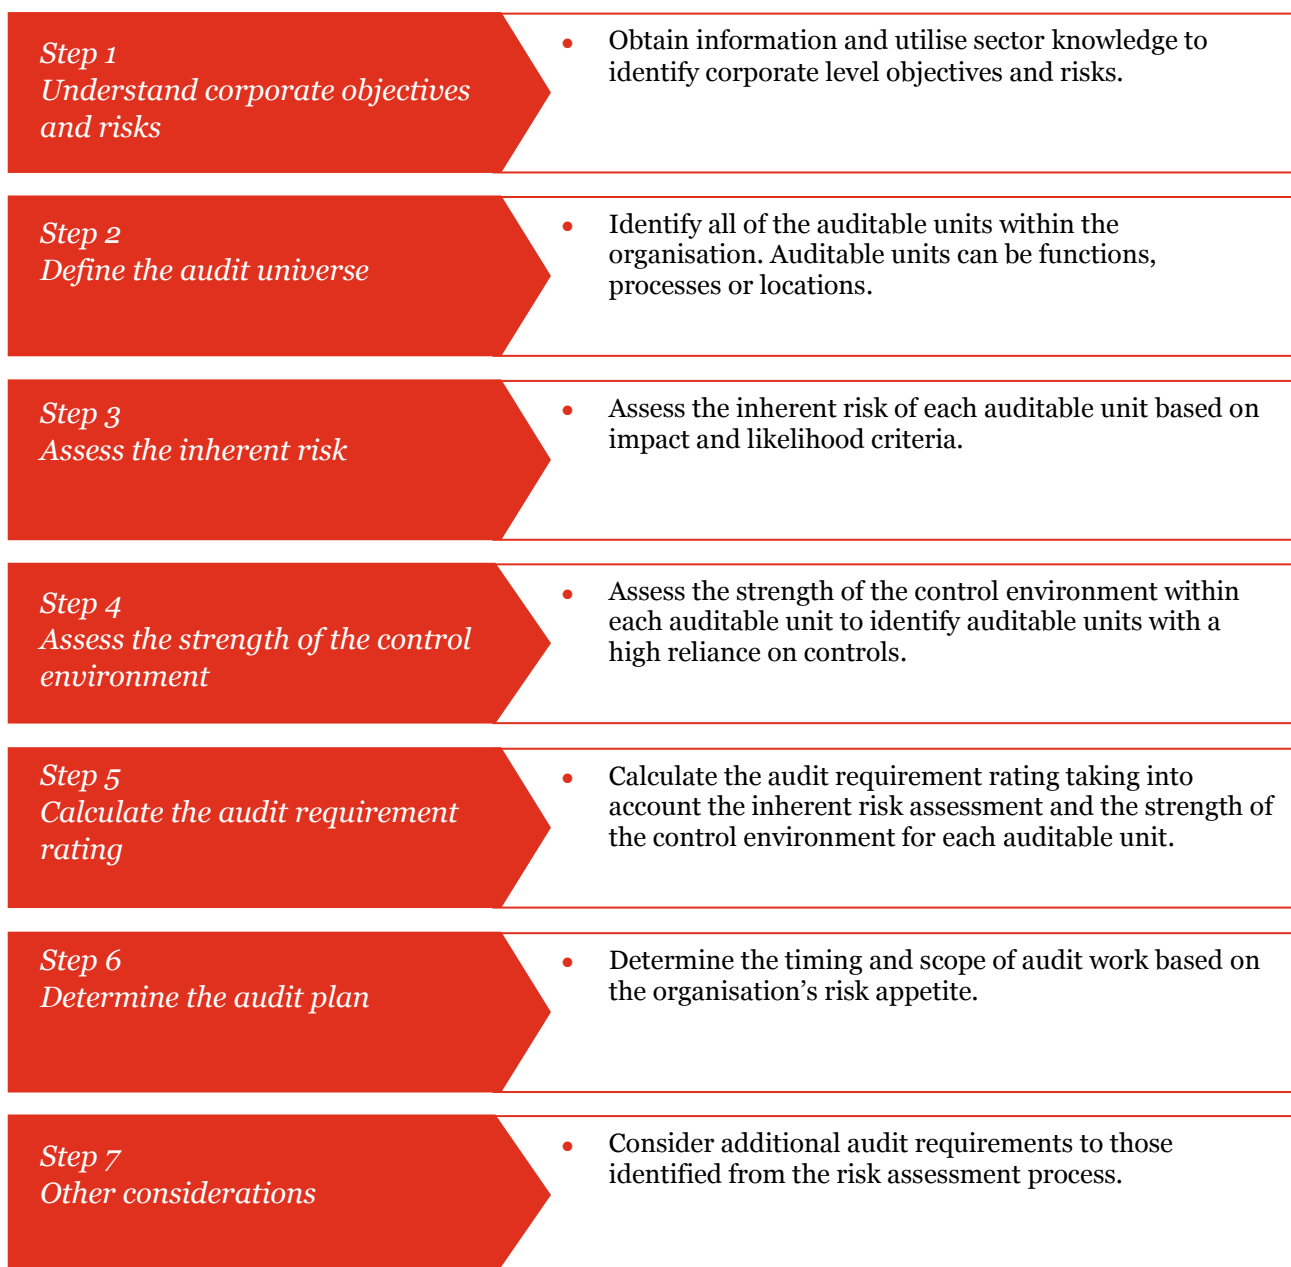 Step 1
Understand corporate objectives
and risks
• Obtain information and utilise sector knowledge to
identify corporate level objectives and risks.
Step 2
Define the audit universe
• Identify all of the auditable units within the
organisation. Auditable units can be functions,
processes or locations.
Step 3
Assess the inherent risk
• Assess the inherent risk of each auditable unit based on
impact and likelihood criteria.
Step 4
Assess the strength of the control
environment
• Assess the strength of the control environment within
each auditable unit to identify auditable units with a
high reliance on controls.
Step 5
Calculate the audit requirement
rating
• Calculate the audit requirement rating taking into
account the inherent risk assessment and the strength of
the control environment for each auditable unit.
Step 6
Determine the audit plan
• Determine the timing and scope of audit work based on
the organisation’s risk appetite.
Step 7
Other considerations
• Consider additional audit requirements to those
identified from the risk assessment process.